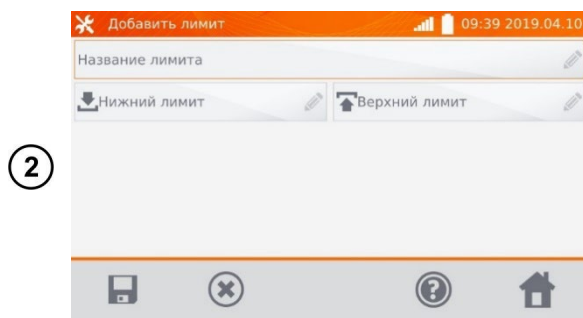 Добавить лимит 09:39 2019.04.10
Название лимита
Нижний лимит Верхний лимит
2
?